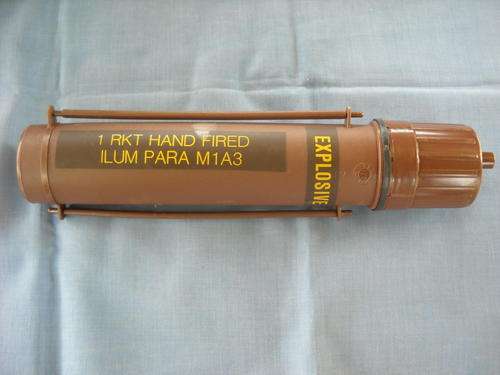 1 RKT HAND FIRED
ILUM PARA M1A3
EXPLOSIVE